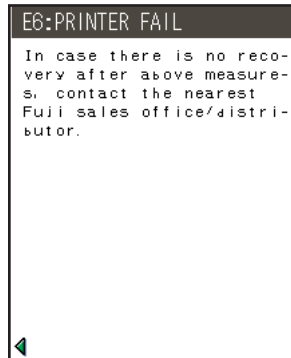 E6:PRINTER FAIL
In case there is no reco-
very after above measure-
s, contact the nearest
Fuji sales office/distri-
butor.